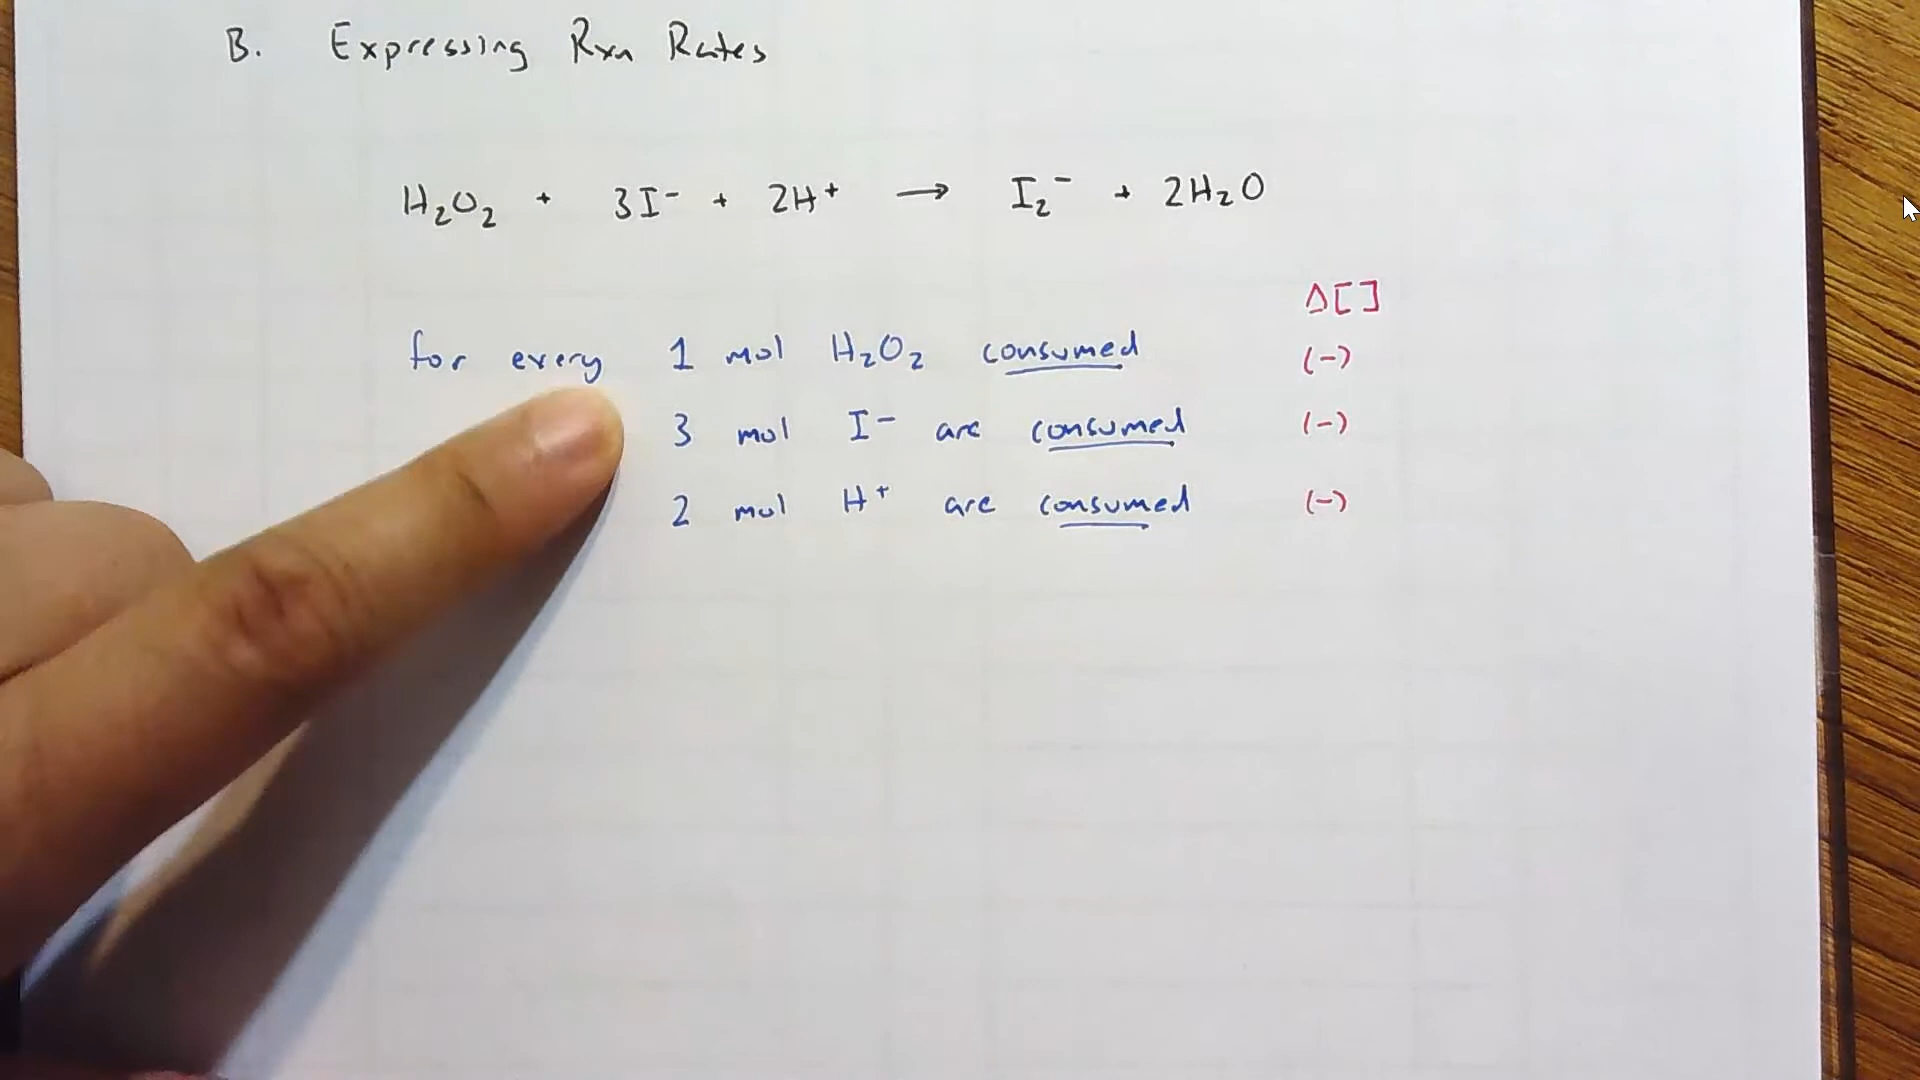 B. Expressing Rxn Rates
H₂O₂ + 3I⁻ + 2H⁺ → I₂⁻ + 2H₂O
Δ[ ]
for every 1 mol H₂O₂ consumed (-)
3 mol I⁻ are consumed (-)
2 mol H⁺ are consumed (-)